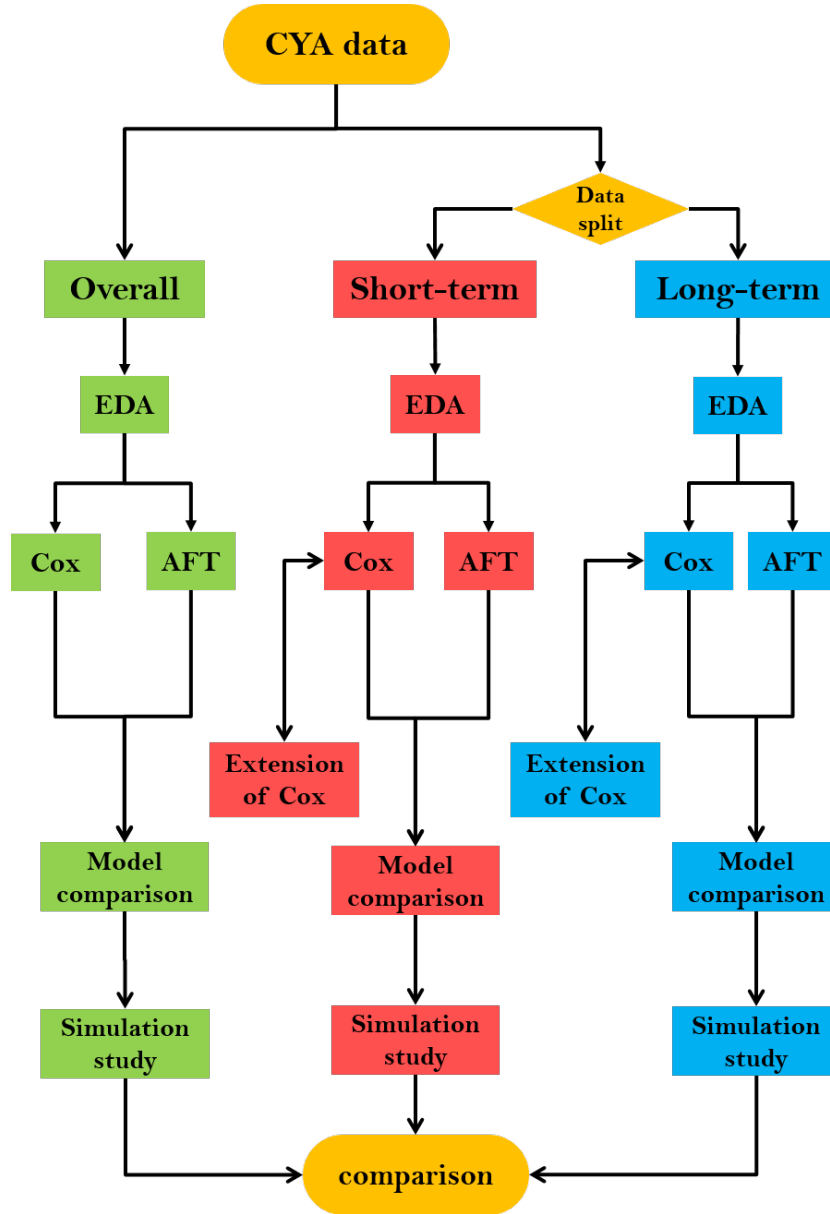 CYA data
Data
split
Overall
Short-term
Long-term
EDA
EDA
EDA
Cox
AFT
Cox
AFT
Cox
AFT
Extension
of Cox
Extension
of Cox
Model
comparison
Model
comparison
Model
comparison
Simulation
study
Simulation
study
Simulation
study
comparison